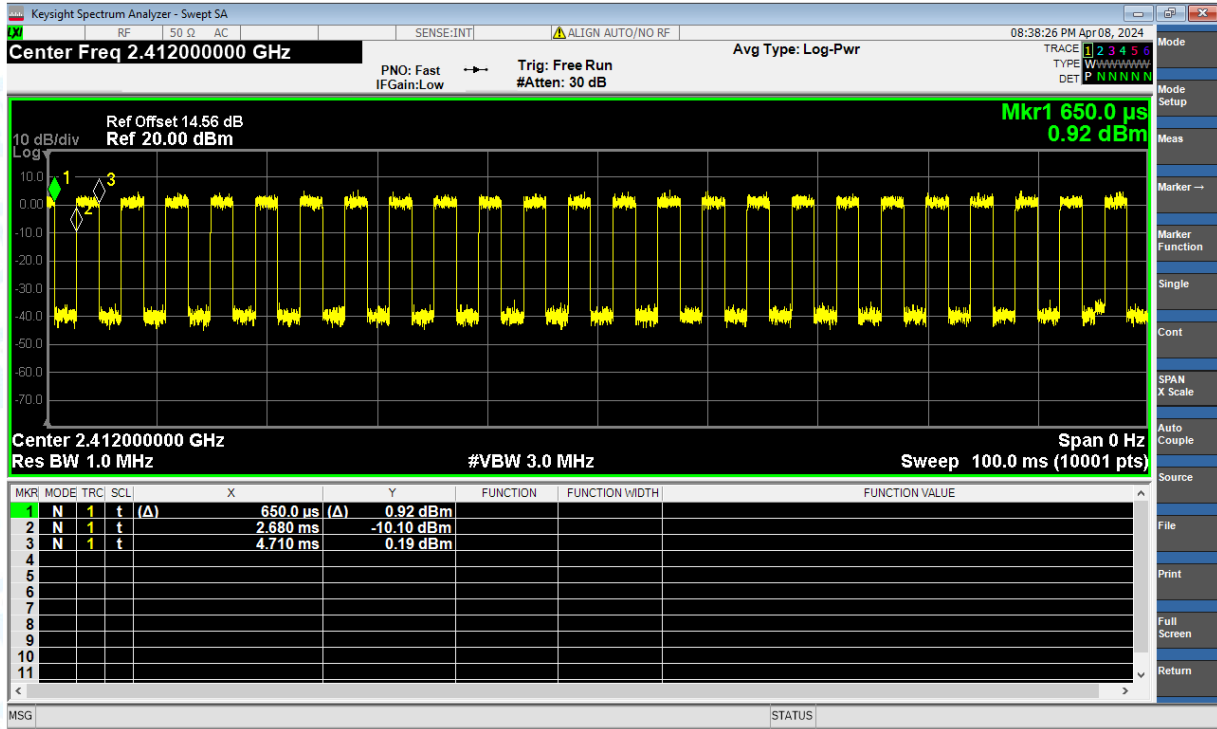 Keysight Spectrum Analyzer - Swept SA
LXI RF 50 Ω AC SENSE:INT ALIGN AUTO/NO RF 08:38:26 PM Apr 08, 2024
Center Freq 2.412000000 GHz
PNO: Fast
IFGain:Low
Trig: Free Run
#Atten: 30 dB
Avg Type: Log-Pwr
TRACE 1 2 3 4 5 6
TYPE WWWWWW
DET P N N N N N
Mkr1 650.0 µs
0.92 dBm
Ref Offset 14.56 dB
10 dB/div Ref 20.00 dBm
Log
10.0
0.00
-10.0
-20.0
-30.0
-40.0
-50.0
-60.0
-70.0
1
2
3
Center 2.412000000 GHz Span 0 Hz
Res BW 1.0 MHz #VBW 3.0 MHz Sweep 100.0 ms (10001 pts)
MKR MODE TRC SCL X Y FUNCTION FUNCTION WIDTH FUNCTION VALUE
1 N 1 t (Δ) 650.0 µs (Δ) 0.92 dBm
2 N 1 t 2.680 ms -10.10 dBm
3 N 1 t 4.710 ms 0.19 dBm
4
5
6
7
8
9
10
11
MSG STATUS
Mode
Mode
Setup
Meas
Marker →
Marker
Function
Single
Cont
SPAN
X Scale
Auto
Couple
Source
File
Print
Full
Screen
Return